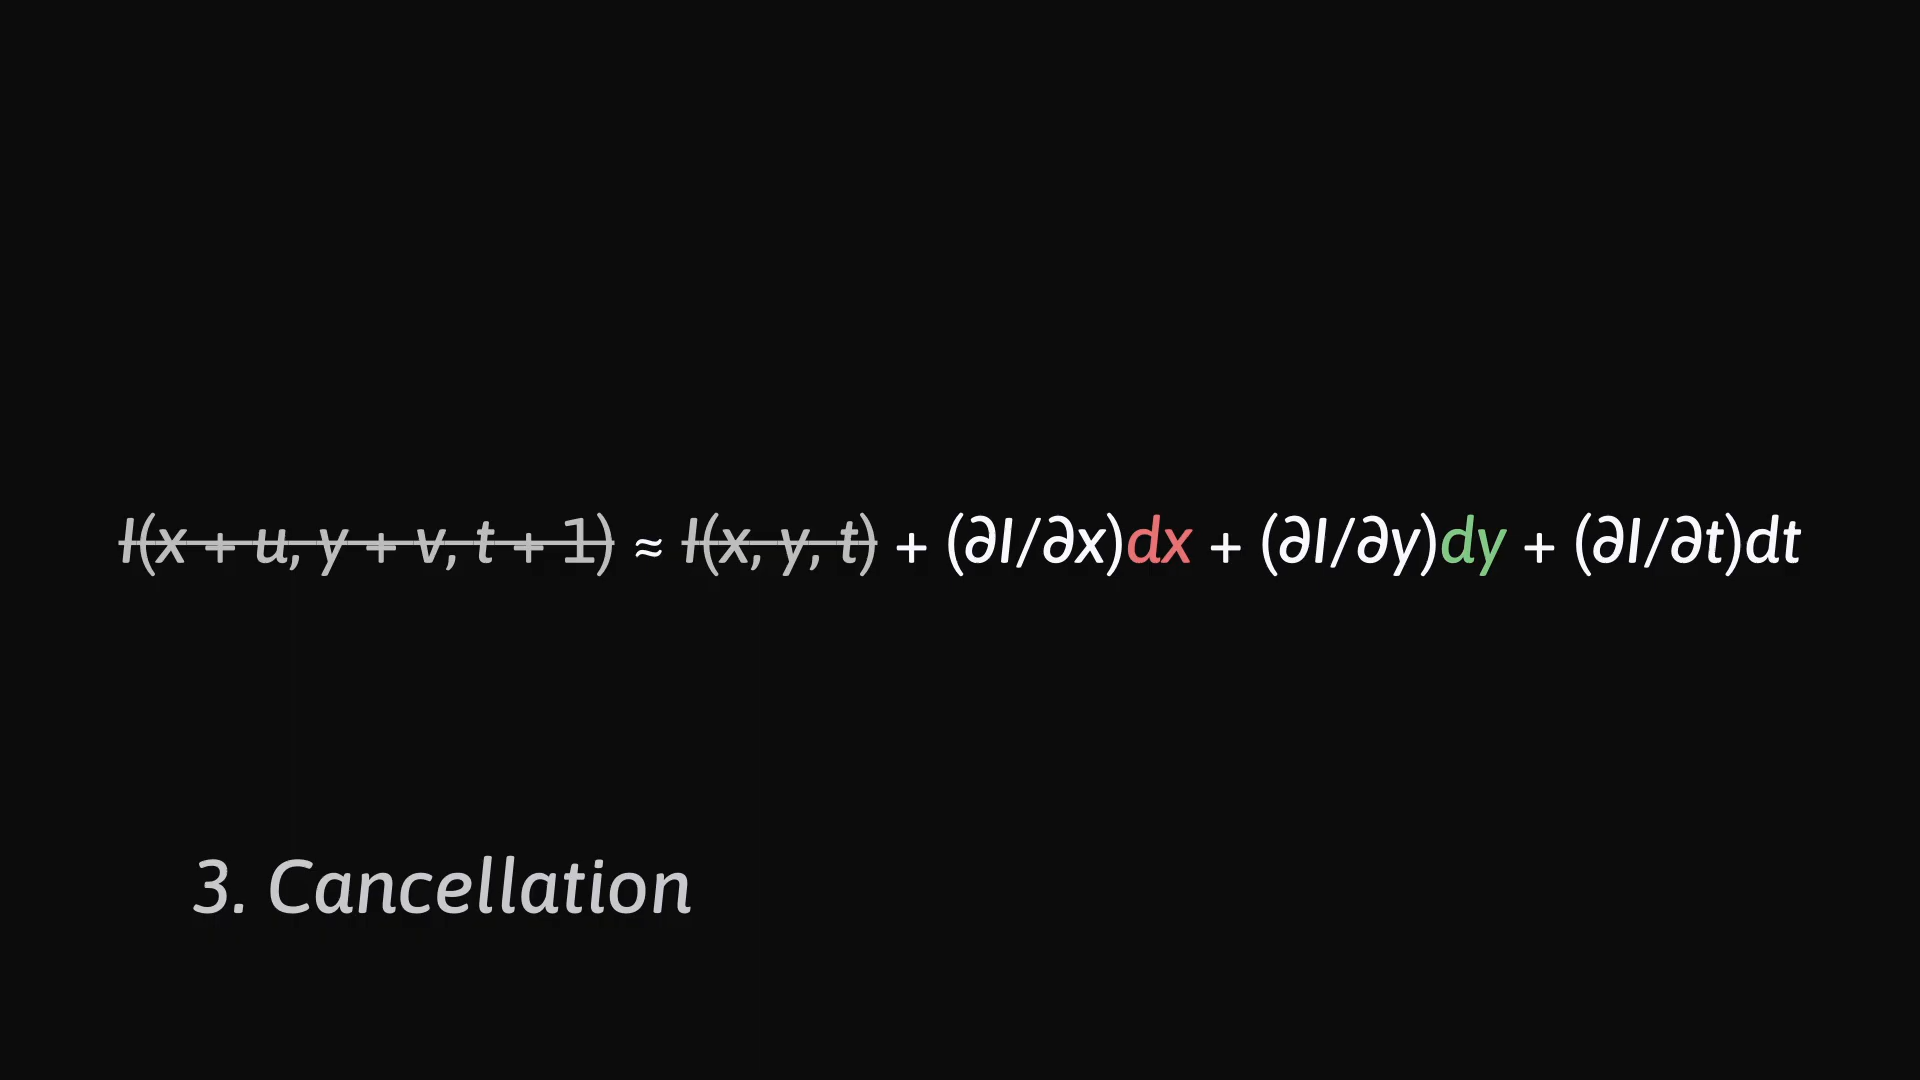 I(x + u, y + v, t + 1) ≈ I(x, y, t) + (∂I/∂x)dx + (∂I/∂y)dy + (∂I/∂t)dt
3. Cancellation